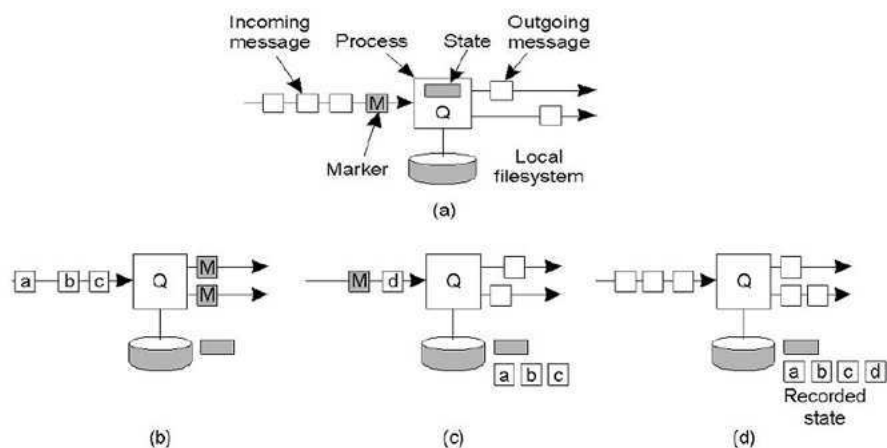 Incoming message
Process
State
Outgoing message
M
Q
Marker
Local filesystem
(a)
a b c
Q
M
M
(b)
M d
Q
a b c
(c)
Q
a b c d
Recorded state
(d)